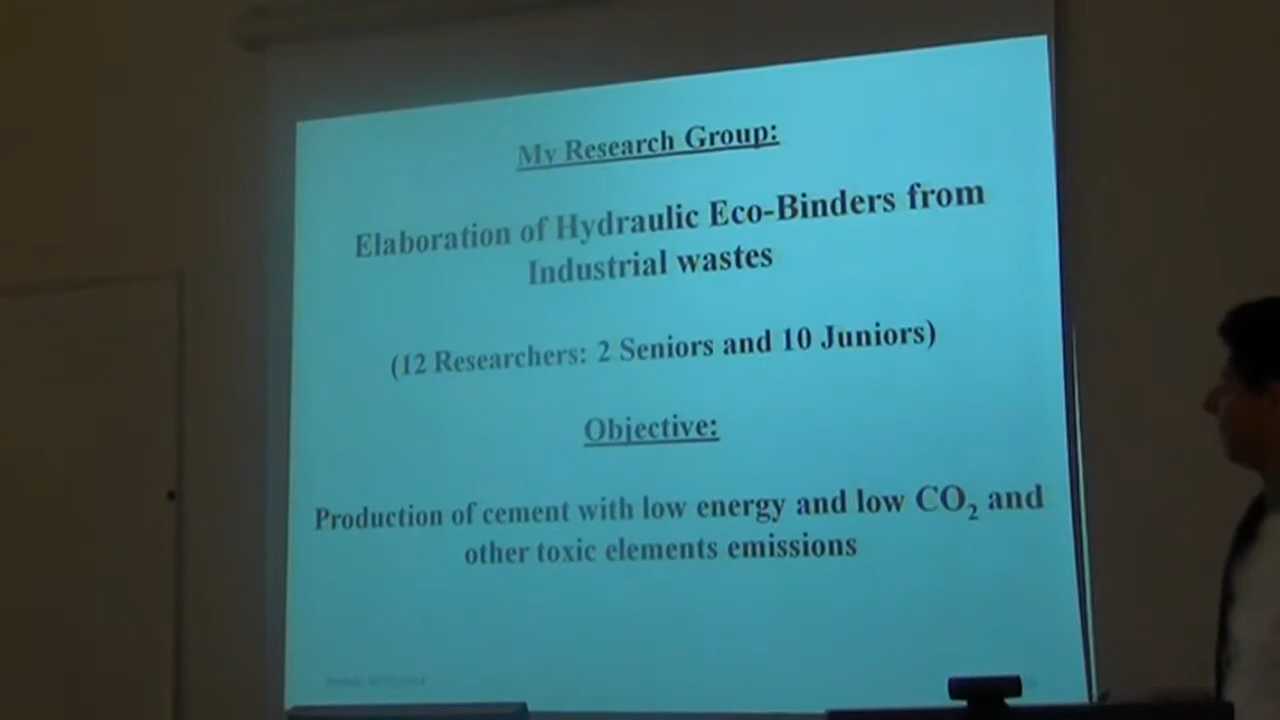 My Research Group:
Elaboration of Hydraulic Eco-Binders from
Industrial wastes
(12 Researchers: 2 Seniors and 10 Juniors)
Objective:
Production of cement with low energy and low CO₂ and
other toxic elements emissions